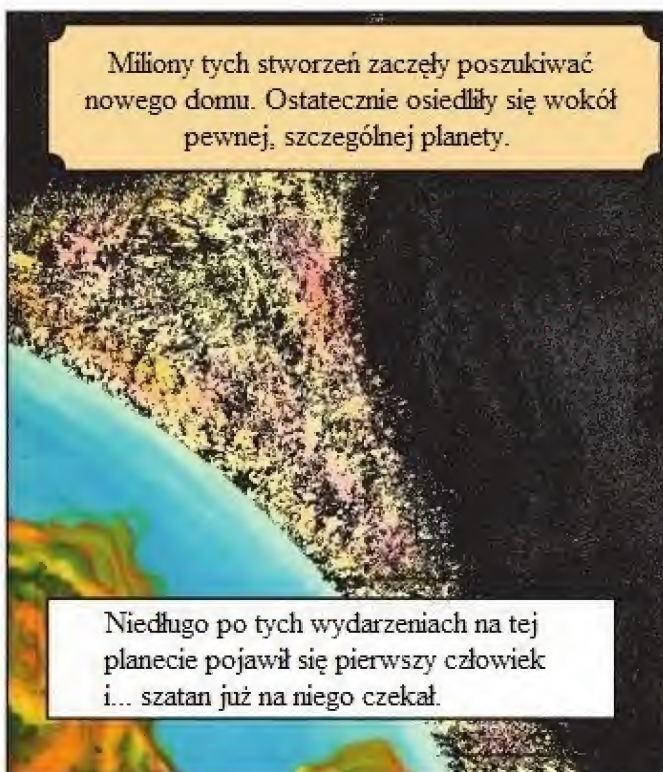 Miliony tych stworzeń zaczęły poszukiwać
nowego domu. Ostatecznie osiedliły się wokół
pewnej, szczególnej planety.
Niedługo po tych wydarzeniach na tej
planecie pojawił się pierwszy człowiek
i... szatan już na niego czekał.